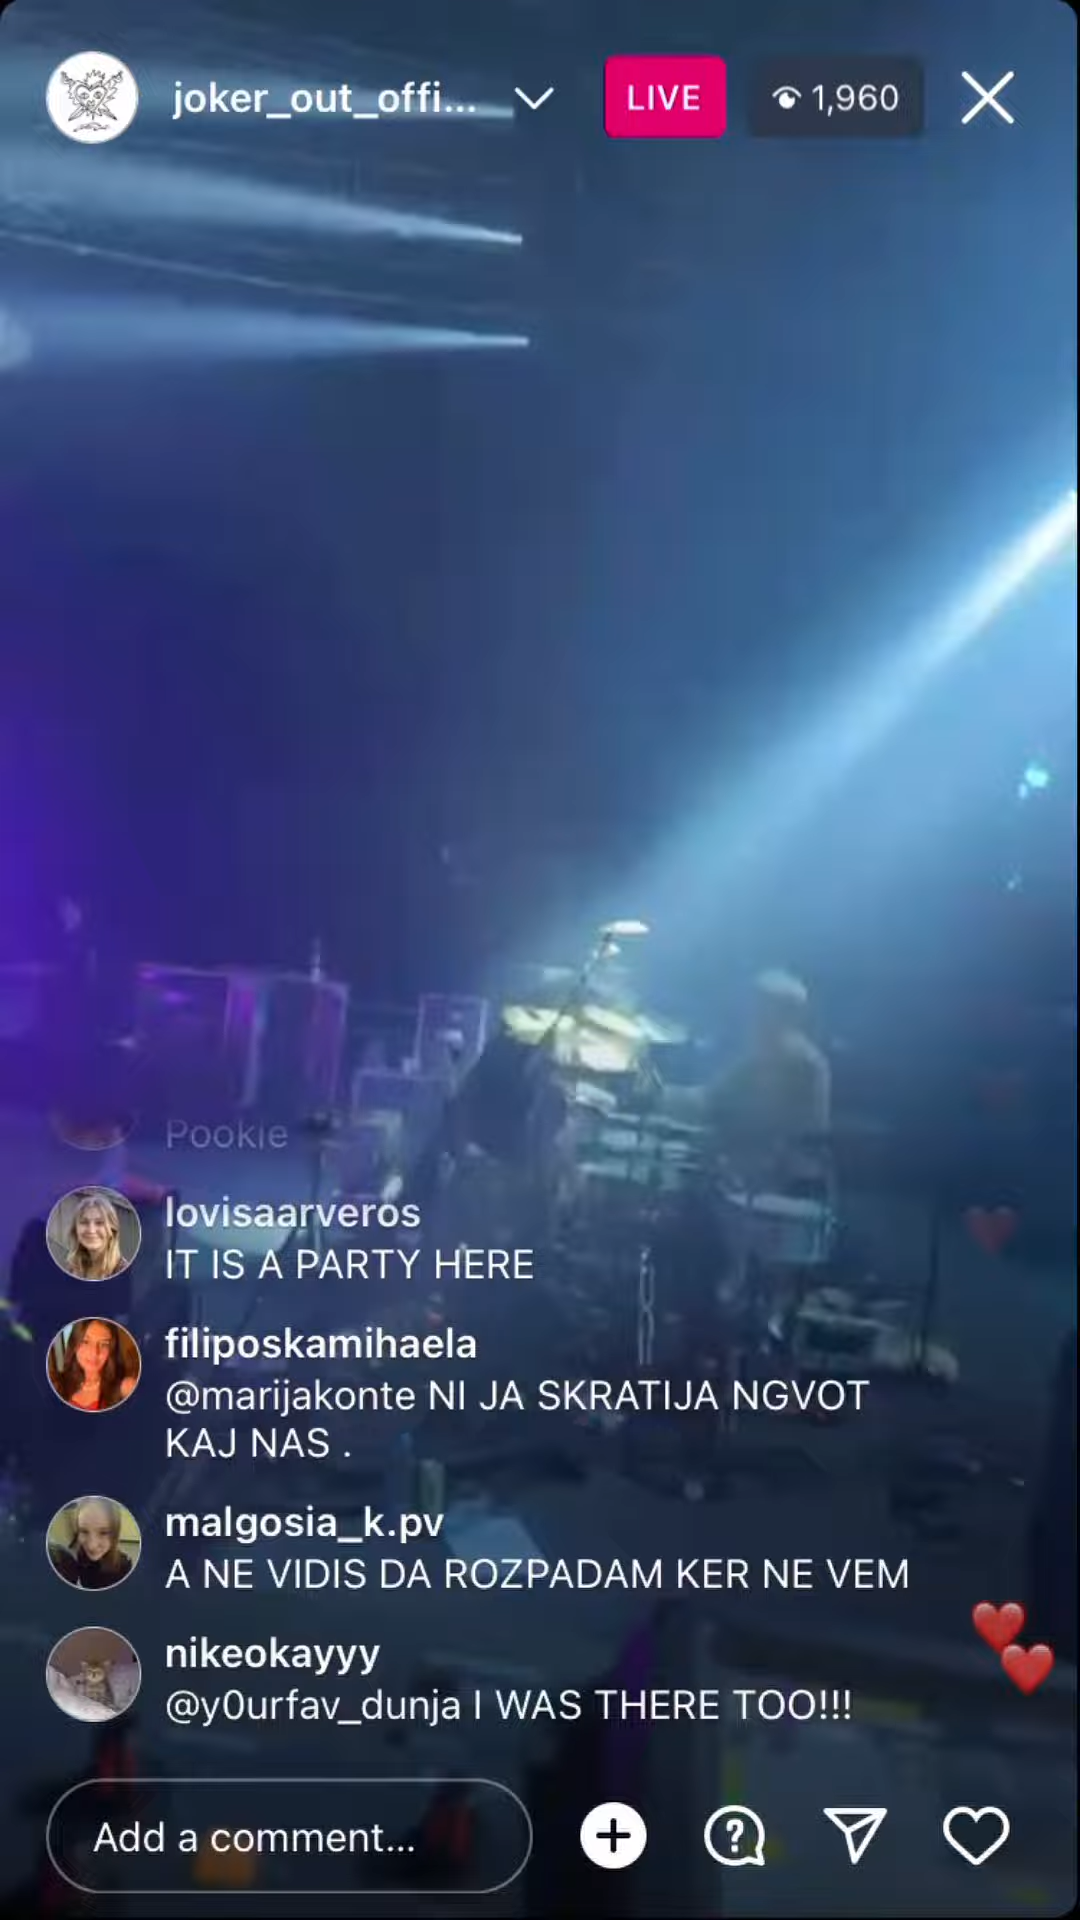 joker_out_offi...
LIVE
1,960
Pookie
lovisaarveros
IT IS A PARTY HERE
filiposkamihaela
@marijakonte NI JA SKRATIJA NGVOT
KAJ NAS .
malgosia_k.pv
A NE VIDIS DA ROZPADAM KER NE VEM
nikeokayyy
@y0urfav_dunja I WAS THERE TOO!!!
Add a comment...